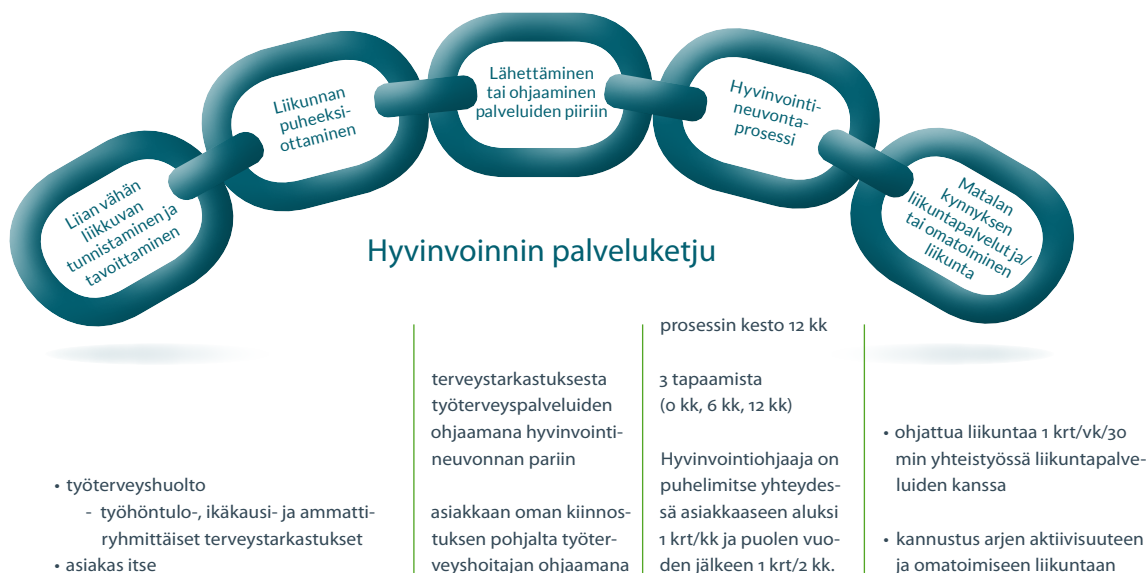 Liian vähän
liikkuvan
tunnistaminen ja
tavoittaminen
Liikunnan
puheeksi-
ottaminen
Lähettäminen
tai ohjaaminen
palveluiden piiriin
Hyvinvointi-
neuvonta-
prosessi
Matalan
kynnyksen
liikuntapalvelut ja/
tai omatoiminen
liikunta
Hyvinvoinnin palveluketju
• työterveyshuolto
- työhöntulo-, ikäkausi- ja ammatti-
ryhmittäiset terveystarkastukset
• asiakas itse
terveystarkastuksesta
työterveyspalveluiden
ohjaamana hyvinvointi-
neuvonnan pariin
asiakkaan oman kiinnos-
tuksen pohjalta työter-
veyshoitajan ohjaamana
prosessin kesto 12 kk
3 tapaamista
(0 kk, 6 kk, 12 kk)
Hyvinvointiohjaaja on
puhelimitse yhteydes-
sä asiakkaaseen aluksi
1 krt/kk ja puolen vuo-
den jälkeen 1 krt/2 kk.
• ohjattua liikuntaa 1 krt/vk/30
min yhteistyössä liikuntapalve-
luiden kanssa
• kannustus arjen aktiivisuuteen
ja omatoimiseen liikuntaan